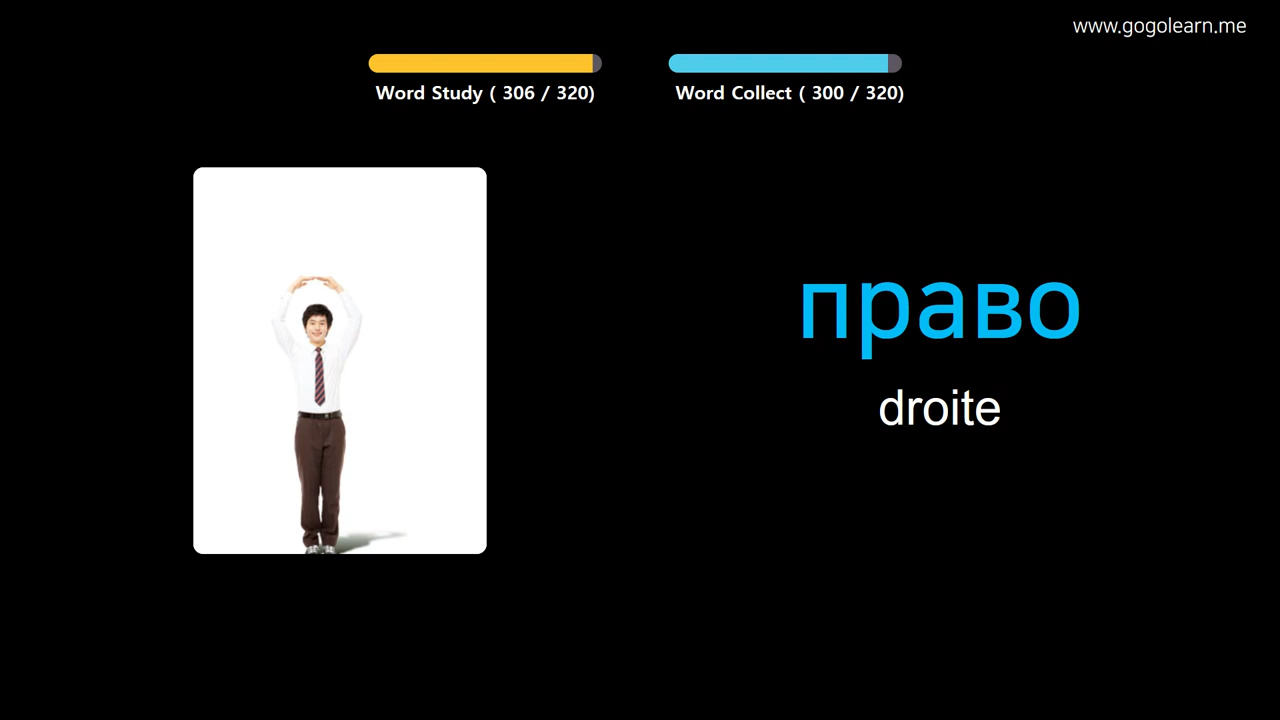 www.gogolearn.me
Word Study ( 306 / 320)
Word Collect ( 300 / 320)
право
droite